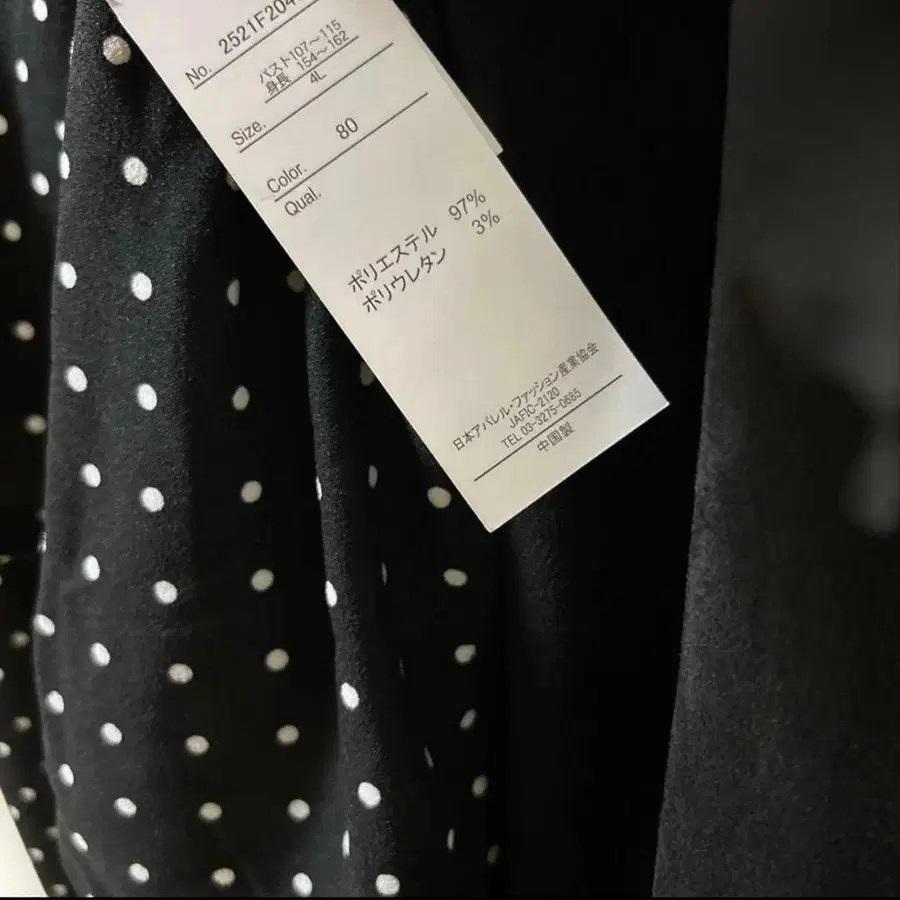 No. 2521F204
バスト107～115
身長 154～162
Size. 4L
Color. 80
Qual.
ポリエステル 97%
ポリウレタン 3%
日本アパレル・ファッション産業協会
JAFIC-2120
TEL 03-3275-0685
中国製